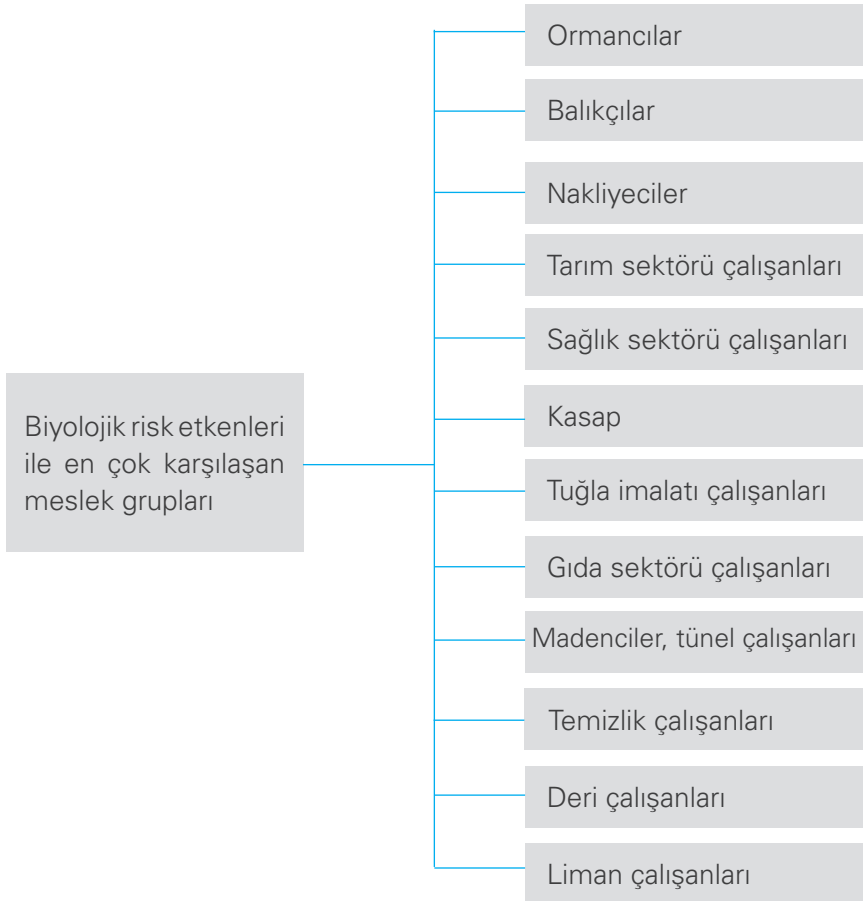 Biyolojik risk etkenleri
ile en çok karşılaşan
meslek grupları
Ormancılar
Balıkçılar
Nakliyeciler
Tarım sektörü çalışanları
Sağlık sektörü çalışanları
Kasap
Tuğla imalatı çalışanları
Gıda sektörü çalışanları
Madenciler, tünel çalışanları
Temizlik çalışanları
Deri çalışanları
Liman çalışanları